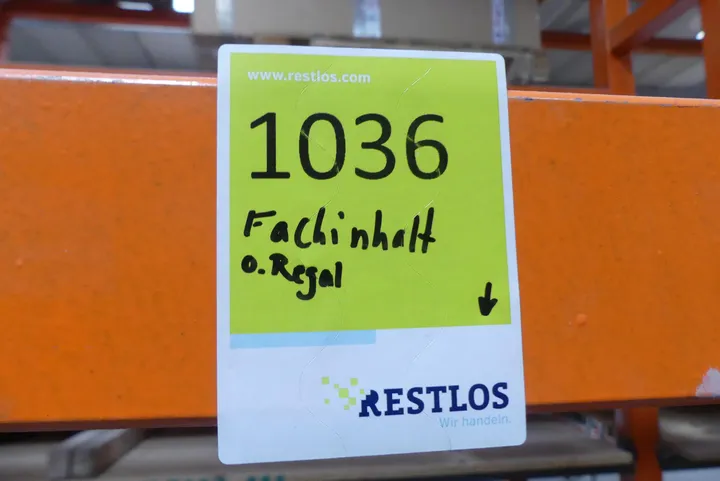 www.restlos.com
1036
Fachinhalt
o. Regal
RESTLOS
Wir handeln.